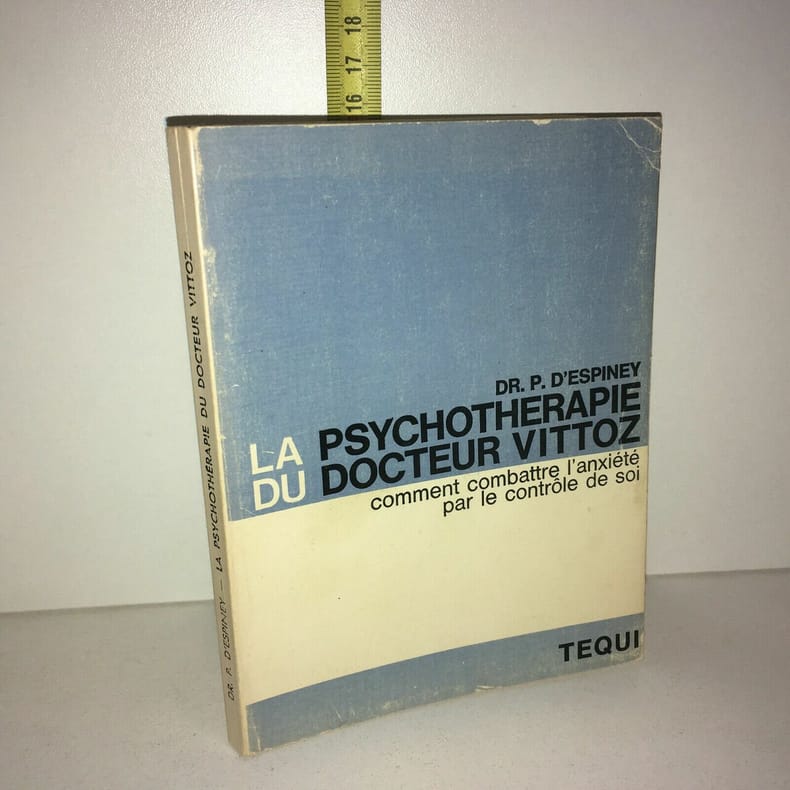 18
17
16
DR. P. D'ESPINEY
LA PSYCHOTHERAPIE
DU DOCTEUR VITTOZ
comment combattre l'anxiété
par le contrôle de soi
TEQUI
DR. P. D'ESPINEY — LA PSYCHOTHÉRAPIE DU DOCTEUR VITTOZ